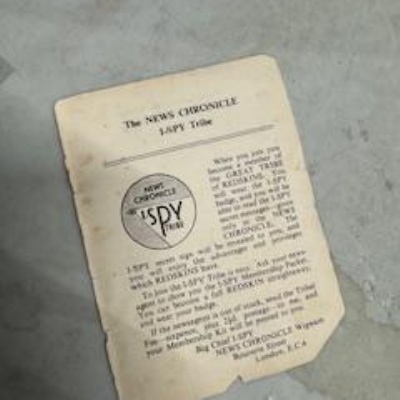 The NEWS CHRONICLE
I-SPY Tribe
NEWS
CHRONICLE
I-SPY
TRIBE
When you join you
become a member of
the GREAT TRIBE
of REDSKINS. You
will wear the I-SPY
badge, and you will be
able to read the I-SPY
secret messages—given
only in the NEWS
CHRONICLE. The
I-SPY secret sign will be revealed to you, and
you will enjoy the advantages and privileges
which REDSKINS have.
To join the I-SPY Tribe is easy. Ask your news-
agent to show you the I-SPY Membership Packet.
You can become a full REDSKIN straightaway,
and wear your badge.
If the newsagent is out of stock, send the Tribal
Fee sixpence, plus 2½d. postage to me, and
your Membership Kit will be posted to you.
Big Chief I-SPY
NEWS CHRONICLE Wigwam
Bouverie Street
London, E.C.4